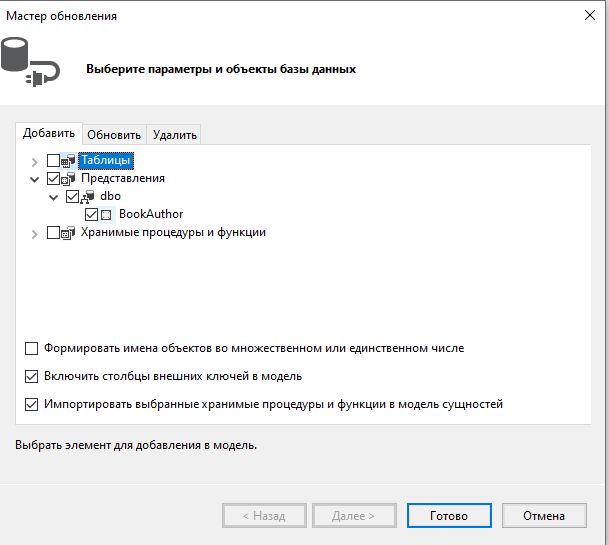 Мастер обновления
Выберите параметры и объекты базы данных
Добавить Обновить Удалить
Таблицы
Представления
dbo
BookAuthor
Хранимые процедуры и функции
Формировать имена объектов во множественном или единственном числе
Включить столбцы внешних ключей в модель
Импортировать выбранные хранимые процедуры и функции в модель сущностей
Выбрать элемент для добавления в модель.
< Назад Далее > Готово Отмена